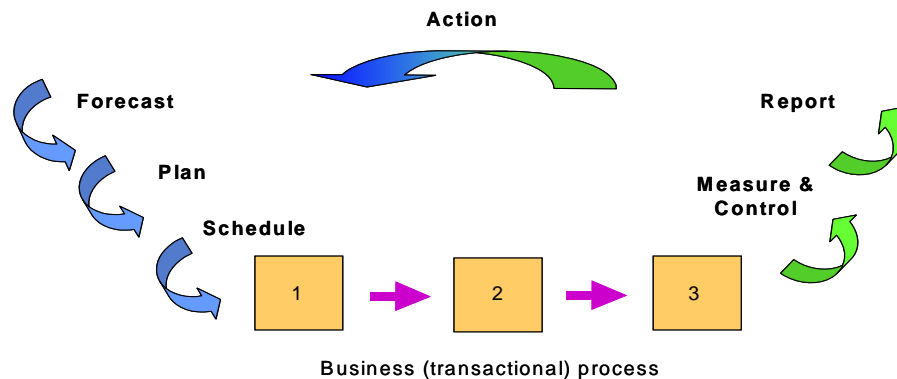 Action
Forecast
Report
Plan
Measure &
Control
Schedule
1
2
3
Business (transactional) process